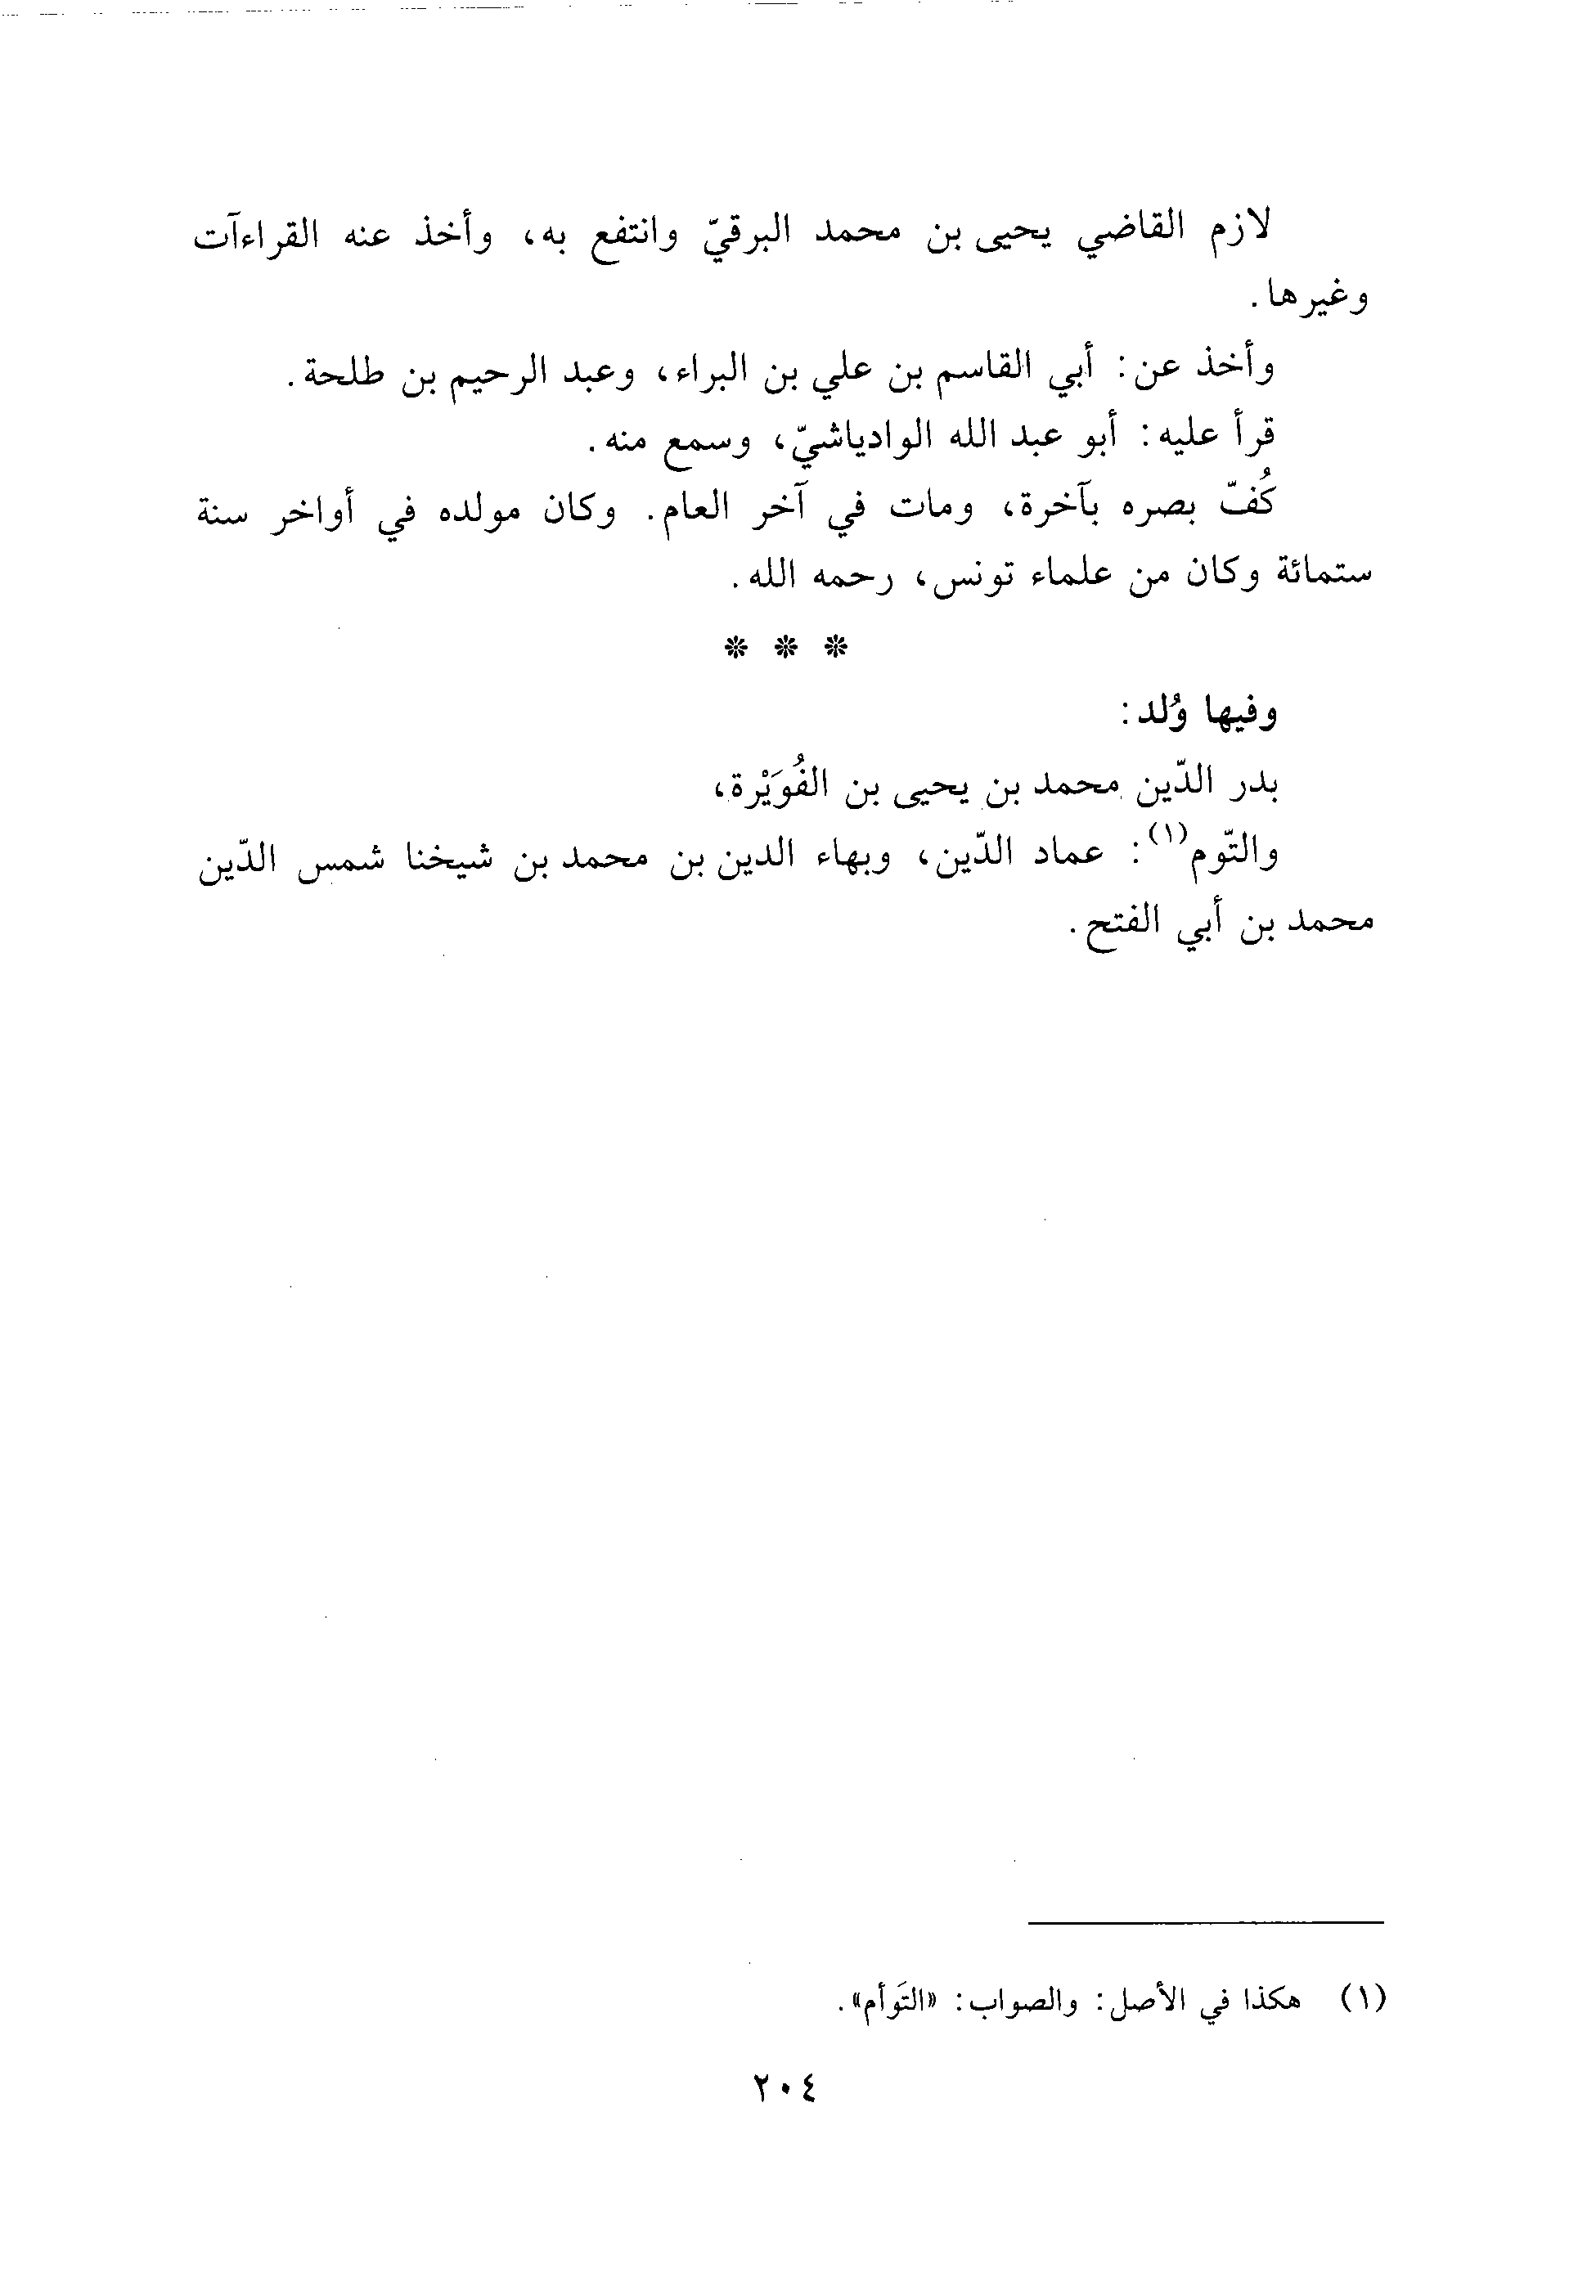 لازم القاضي يحيى بن محمد البرقيّ وانتفع به، وأخذ عنه القراءآت
وغيرها.
وأخذ عن: أبي القاسم بن علي بن البراء، وعبد الرحيم بن طلحة.
قرأ عليه: أبو عبد الله الوادياشيّ، وسمع منه.
كُفّ بصره بآخرة، ومات في آخر العام. وكان مولده في أواخر سنة
ستمائة وكان من علماء تونس، رحمه الله.
* * *
وفيها وُلد:
بدر الدّين محمد بن يحيى بن الفُوَيْرة،
والتّوم(١): عماد الدّين، وبهاء الدين بن محمد بن شيخنا شمس الدّين
محمد بن أبي الفتح.
(١) هكذا في الأصل: والصواب: «التَوأم».
٢٠٤